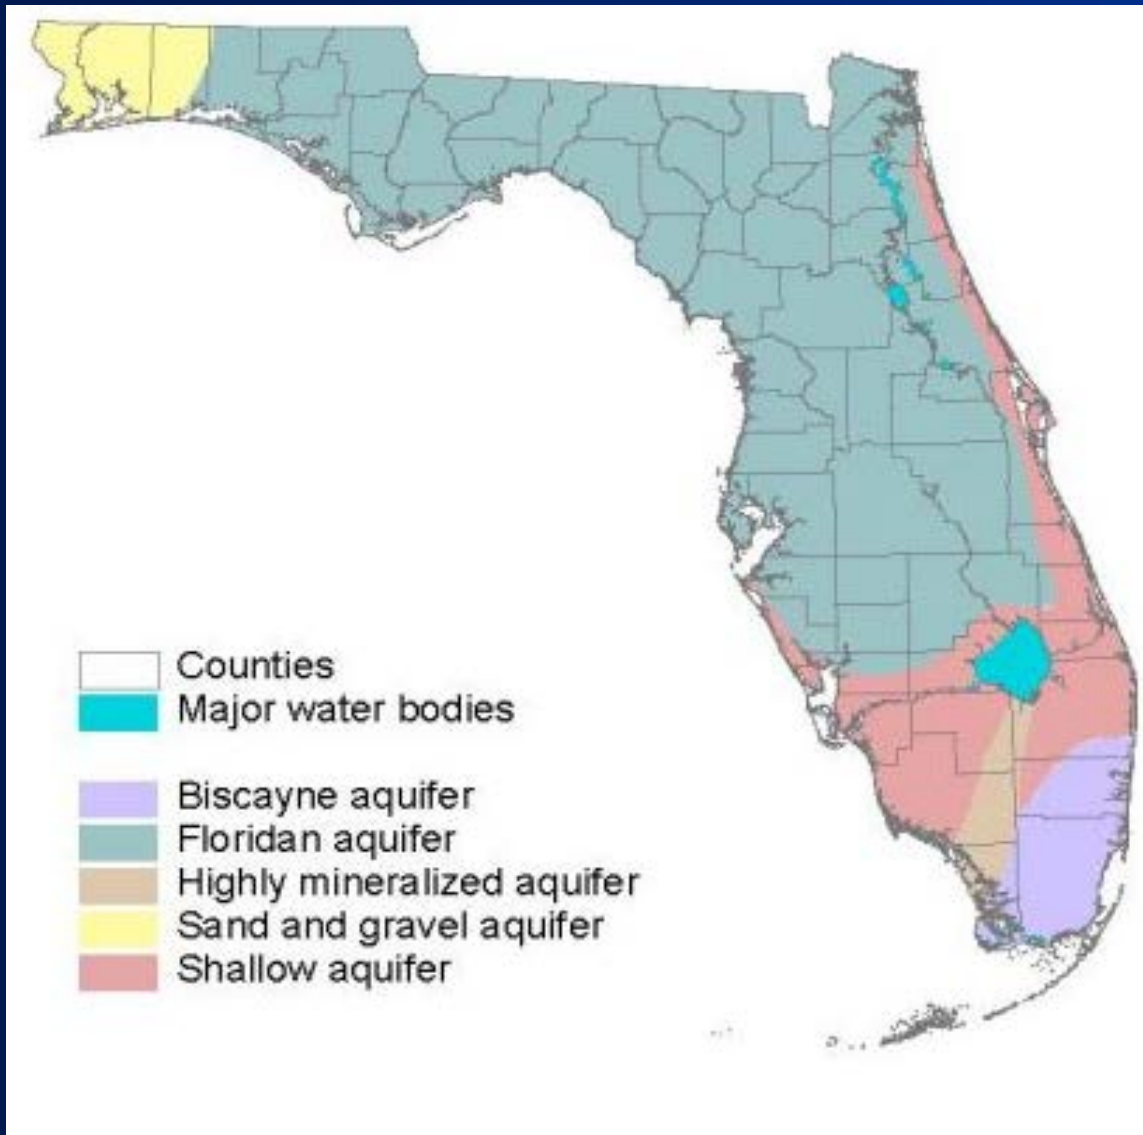 Counties
Major water bodies
Biscayne aquifer
Floridan aquifer
Highly mineralized aquifer
Sand and gravel aquifer
Shallow aquifer